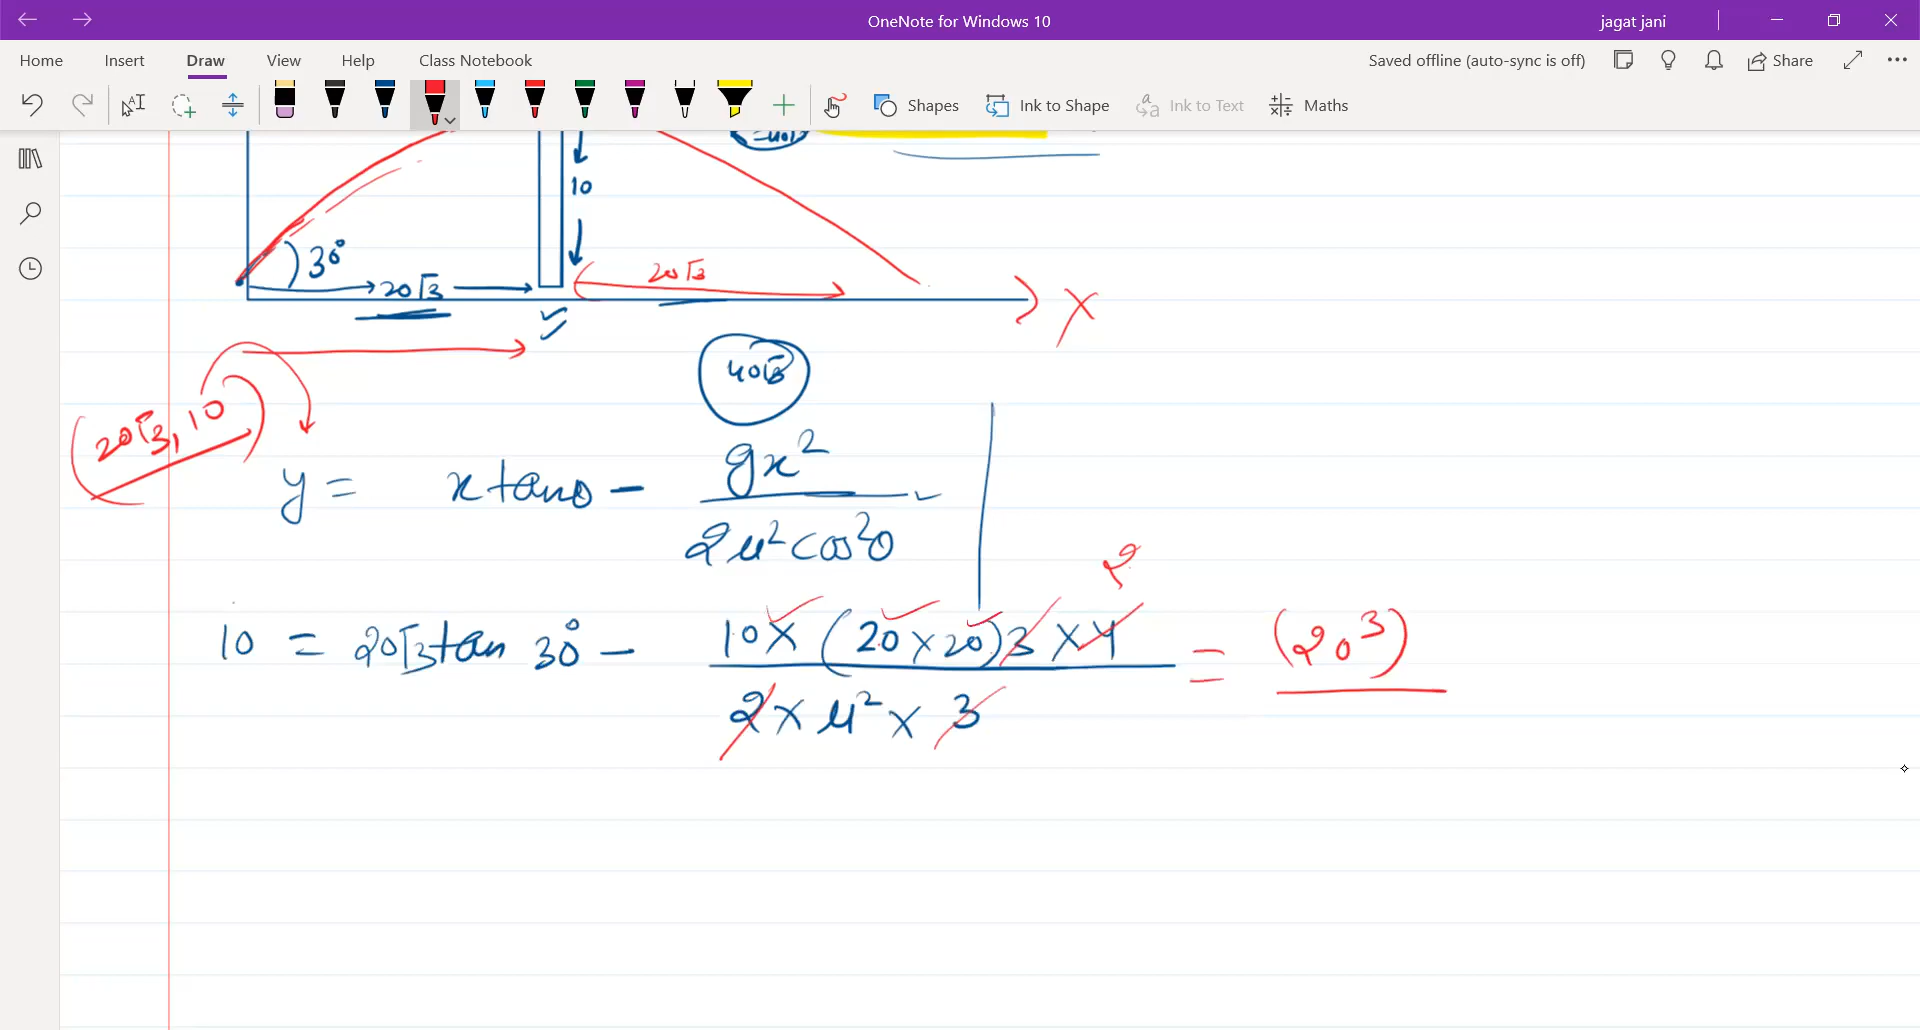 OneNote for Windows 10
jagat jani
Home Insert Draw View Help Class Notebook
Saved offline (auto-sync is off) Share
Shapes Ink to Shape Ink to Text Maths
10
30°
20√3
20√3
X
40√3
(20√3, 10)
y = x tanθ - gx²
2u²cos²θ
2
10 = 20√3 tan 30° - 10 × (20 × 20) 3 × 4 = (20³)
2 × u² × 3